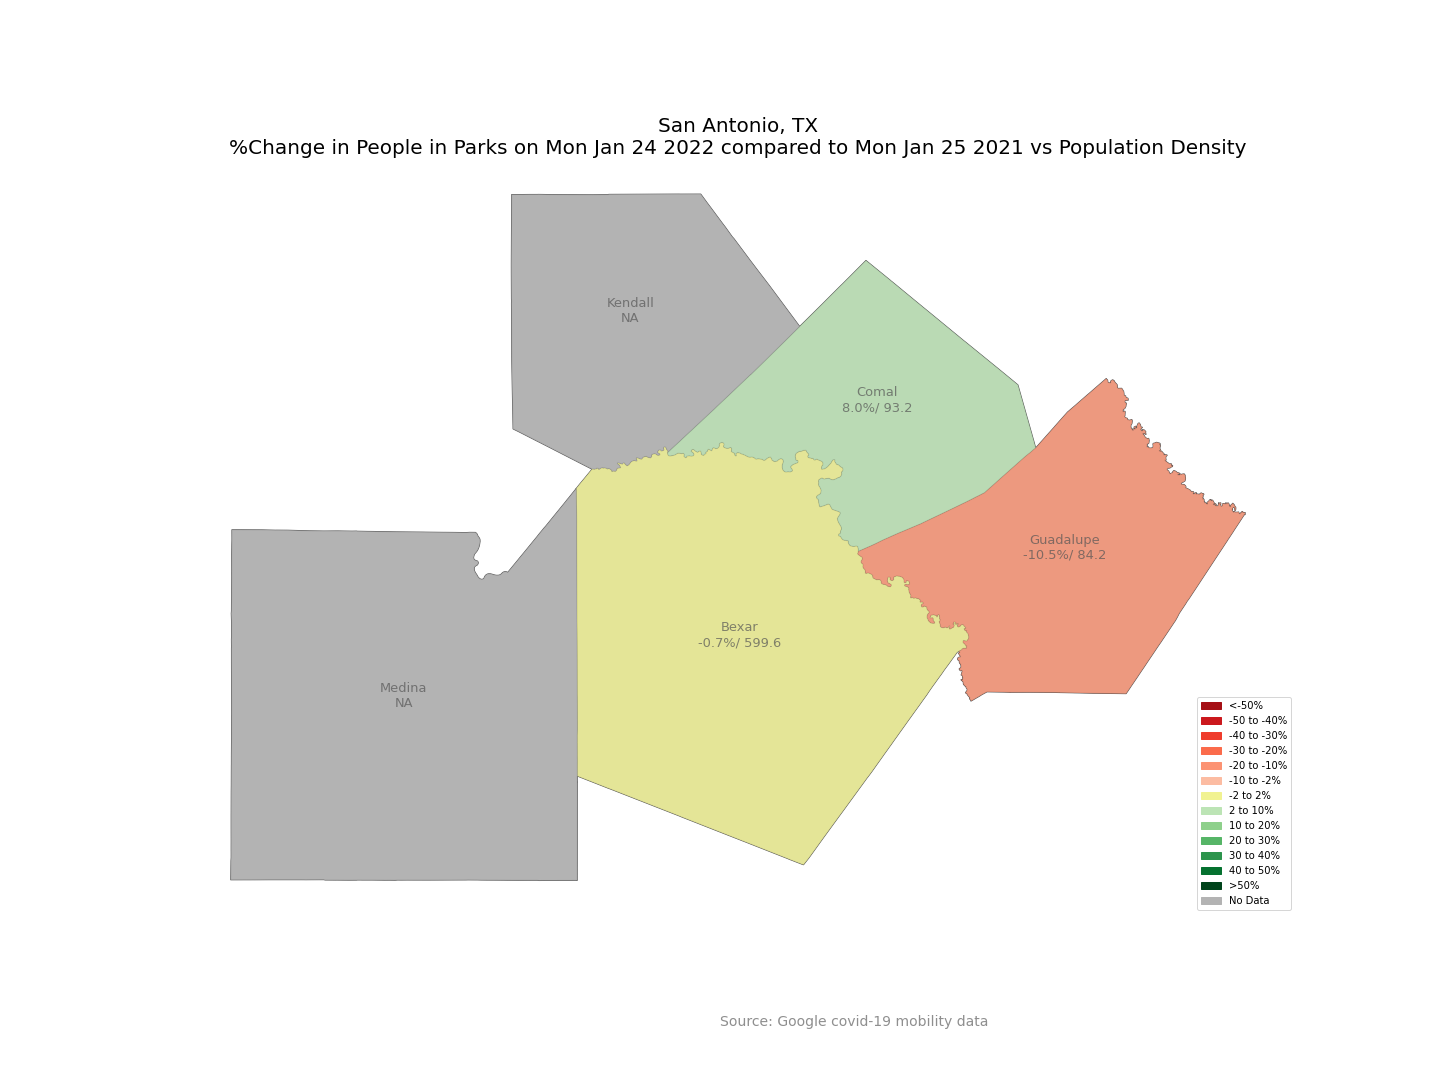 San Antonio, TX
%Change in People in Parks on Mon Jan 24 2022 compared to Mon Jan 25 2021 vs Population Density
Kendall
NA
Comal
8.0%/ 93.2
Guadalupe
-10.5%/ 84.2
Bexar
-0.7%/ 599.6
Medina
NA
<-50%
-50 to -40%
-40 to -30%
-30 to -20%
-20 to -10%
-10 to -2%
-2 to 2%
2 to 10%
10 to 20%
20 to 30%
30 to 40%
40 to 50%
>50%
No Data
Source: Google covid-19 mobility data